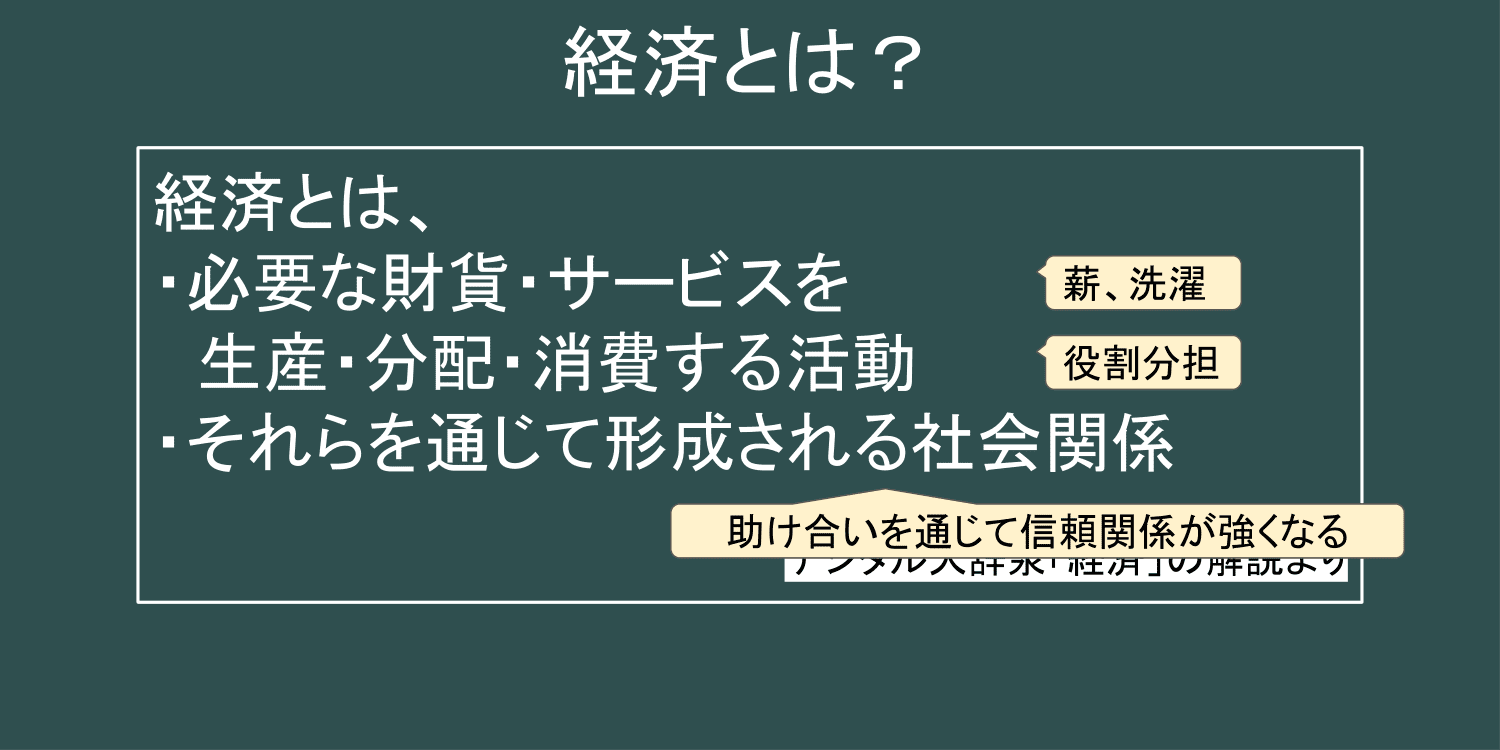 経済とは？
経済とは、
・必要な財貨・サービスを
薪、洗濯
生産・分配・消費する活動
役割分担
・それらを通じて形成される社会関係
助け合いを通じて信頼関係が強くなる
デジタル大辞泉「経済」の解説より